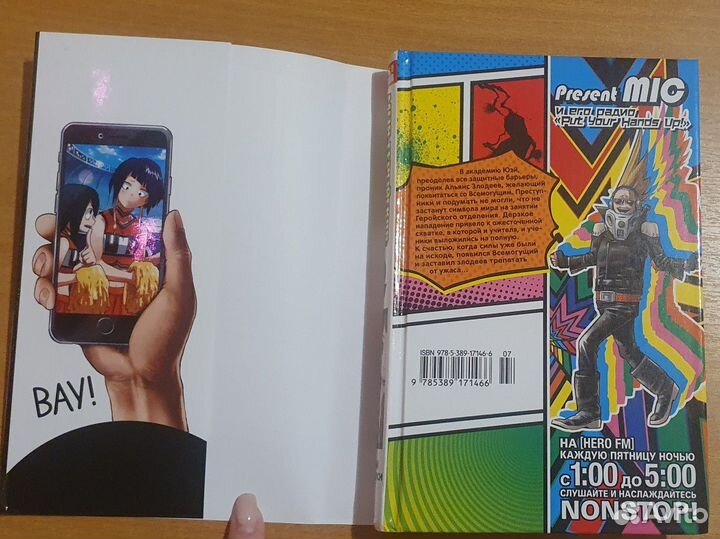 ВАУ!
Present MIC
и его радио
«Put Your Hands Up!»
В академию Юэй,
преодолев все защитные барьеры,
проник Альянс Злодеев, желающий
поквитаться со Всемогущим. Преступ-
ники и подумать не могли, что не
застанут символа мира на занятии
Геройского отделения. Дерзкое
нападение привело к ожесточённой
схватке, в которой и учителя, и уче-
ники выложились на полную.
К счастью, когда силы уже были
на исходе, появился Всемогущий
и заставил злодеев трепетать
от ужаса...
ISBN 978-5-389-17146-6 07
9 785389 171466
НА [HERO FM]
КАЖДУЮ ПЯТНИЦУ НОЧЬЮ
с 1:00 до 5:00
СЛУШАЙТЕ И НАСЛАЖДАЙТЕСЬ
NONSTOP!
Avito